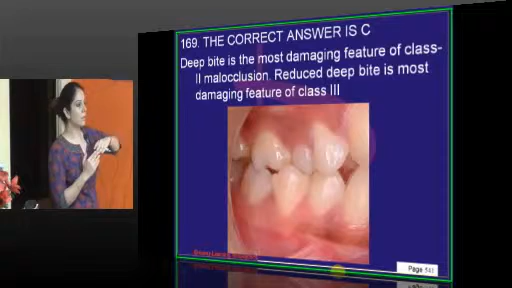 169. THE CORRECT ANSWER IS C
Deep bite is the most damaging feature of class-
II malocclusion. Reduced deep bite is most
damaging feature of class III
Page 541